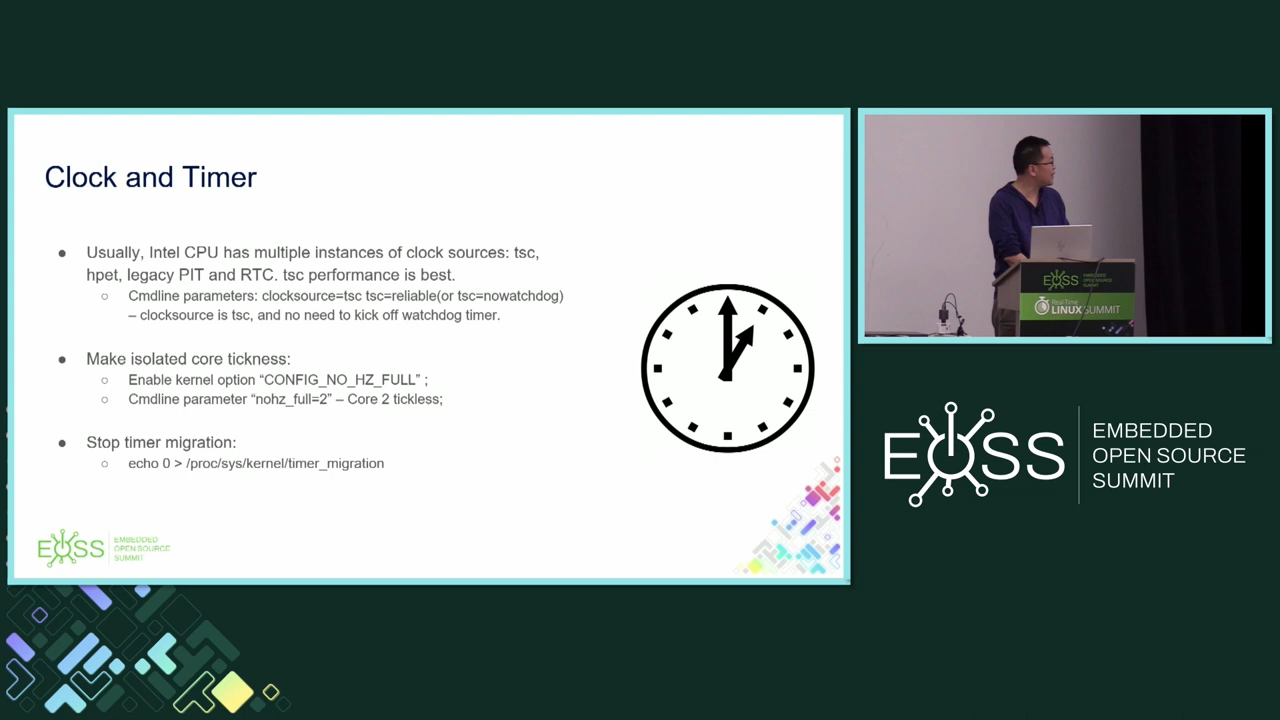 Clock and Timer
● Usually, Intel CPU has multiple instances of clock sources: tsc,
hpet, legacy PIT and RTC. tsc performance is best.
○ Cmdline parameters: clocksource=tsc tsc=reliable(or tsc=nowatchdog)
– clocksource is tsc, and no need to kick off watchdog timer.
● Make isolated core tickness:
○ Enable kernel option “CONFIG_NO_HZ_FULL” ;
○ Cmdline parameter “nohz_full=2” – Core 2 tickless;
● Stop timer migration:
○ echo 0 > /proc/sys/kernel/timer_migration
EOSS
EMBEDDED
OPEN SOURCE
SUMMIT
EOSS
Real-Time
LINUX SUMMIT
EOSS
EMBEDDED
OPEN SOURCE
SUMMIT